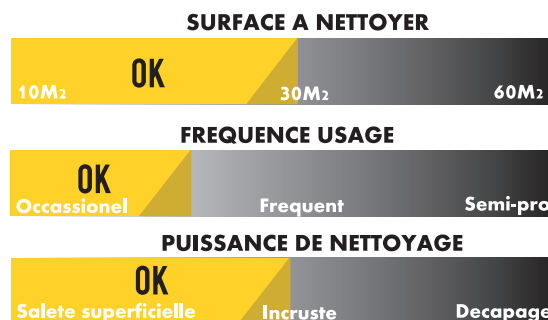 SURFACE A NETTOYER
OK
10M2 30M2 60M2
FREQUENCE USAGE
OK
Occassionel Frequent Semi-pro
PUISSANCE DE NETTOYAGE
OK
Salete superficielle Incruste Decapage